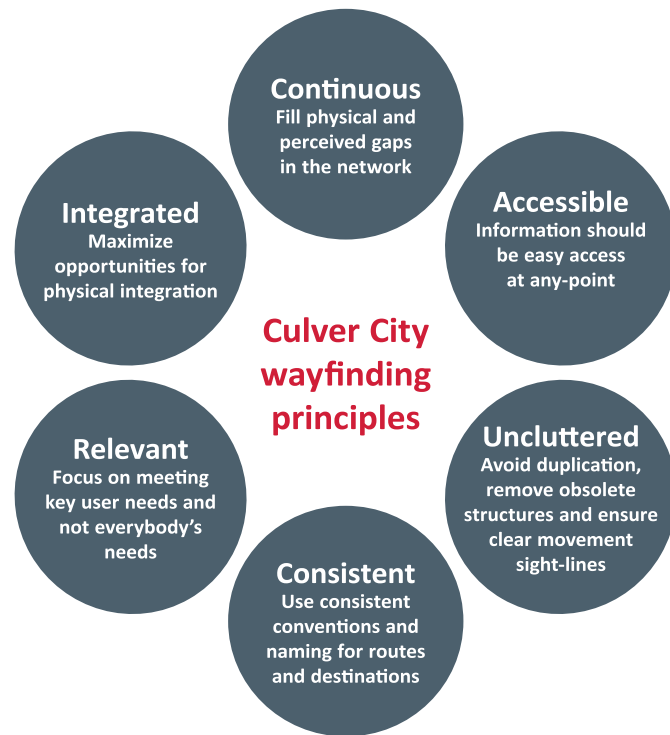 Continuous
Fill physical and
perceived gaps
in the network
Accessible
Information should
be easy access
at any-point
Uncluttered
Avoid duplication,
remove obsolete
structures and ensure
clear movement
sight-lines
Consistent
Use consistent
conventions and
naming for routes
and destinations
Relevant
Focus on meeting
key user needs and
not everybody’s
needs
Integrated
Maximize
opportunities for
physical integration
Culver City
wayfinding
principles